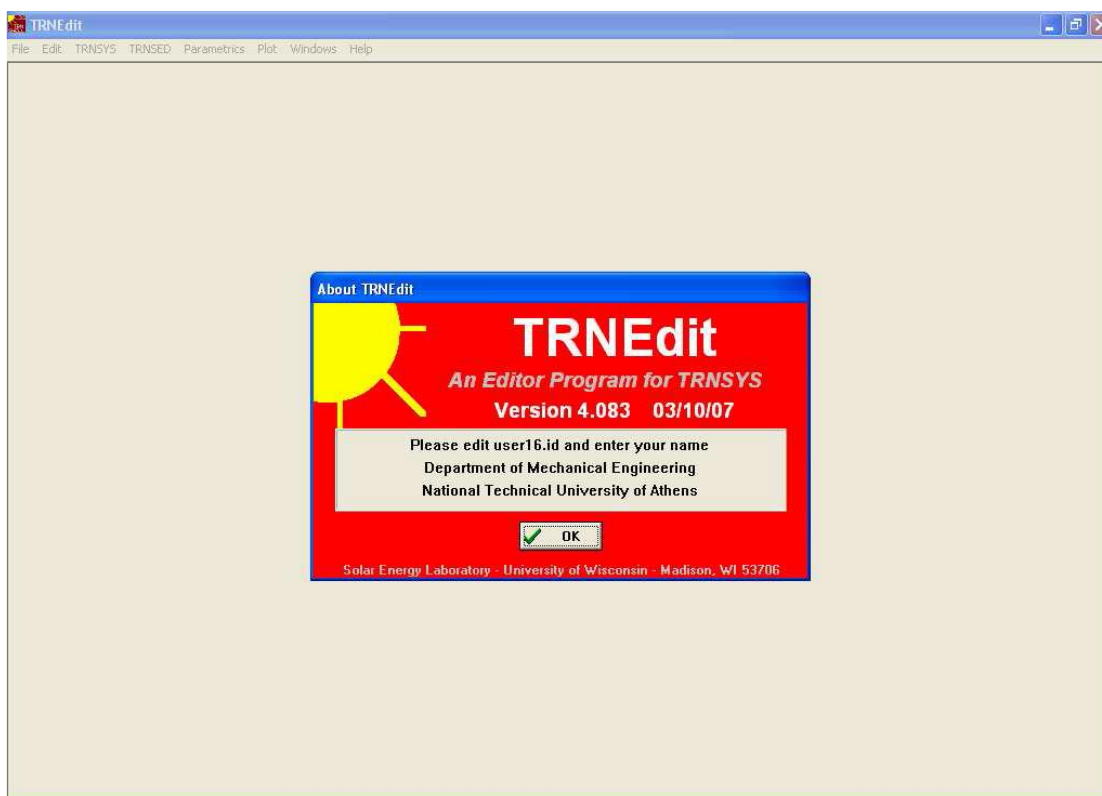 TRNEdit
File Edit TRNSYS TRNSED Parametrics Plot Windows Help
About TRNEdit
TRNEdit
An Editor Program for TRNSYS
Version 4.083 03/10/07
Please edit user16.id and enter your name
Department of Mechanical Engineering
National Technical University of Athens
OK
Solar Energy Laboratory - University of Wisconsin - Madison, WI 53706